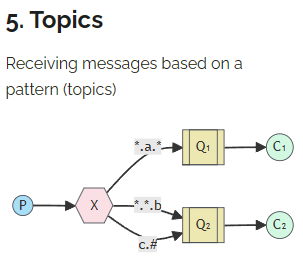 5. Topics
Receiving messages based on a
pattern (topics)
*.a.*
Q1
C1
P
X
*.*.b
Q2
C2
c.#